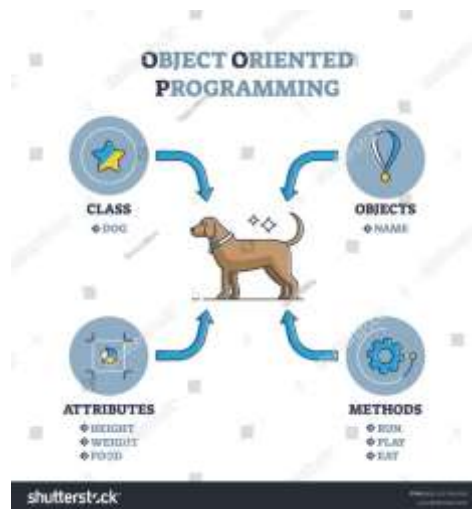 OBJECT ORIENTED
PROGRAMMING
CLASS
DOG
OBJECTS
NAME
ATTRIBUTES
HEIGHT
WEIGHT
FOOD
METHODS
RUN
PLAY
EAT
shutterstock